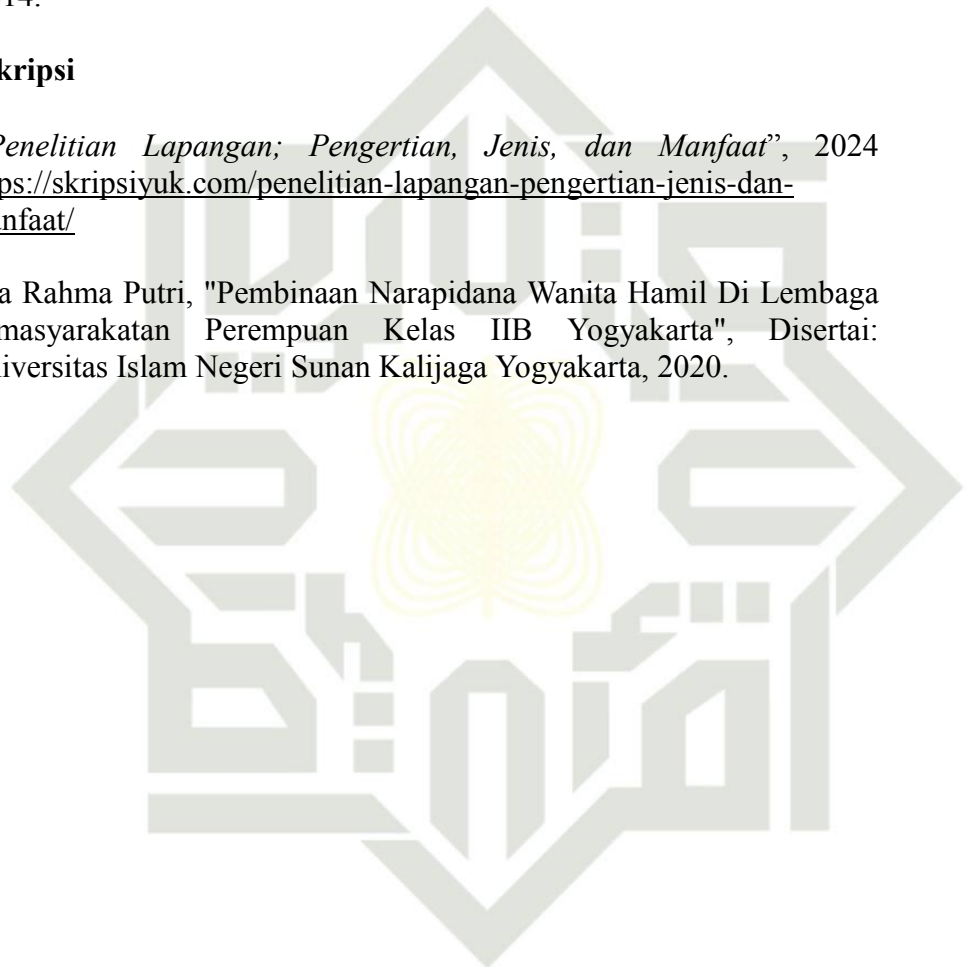 14.
kripsi
Penelitian Lapangan; Pengertian, Jenis, dan Manfaat”, 2024
ps://skripsiyuk.com/penelitian-lapangan-pengertian-jenis-dan-
nfaat/
a Rahma Putri, "Pembinaan Narapidana Wanita Hamil Di Lembaga
masyarakatan Perempuan Kelas IIB Yogyakarta", Disertai:
iversitas Islam Negeri Sunan Kalijaga Yogyakarta, 2020.